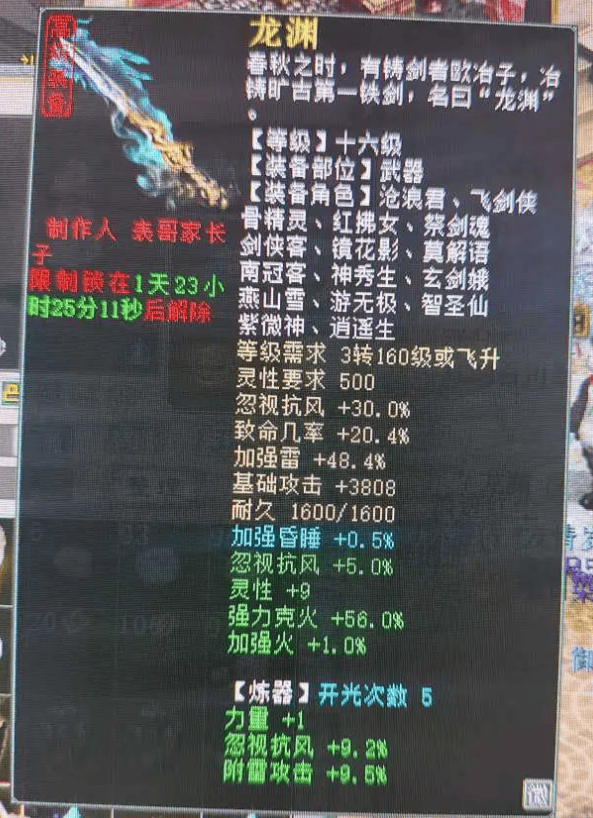 高级装备
龙渊
春秋之时，有铸剑者欧冶子，冶
铸旷古第一铁剑，名曰“龙渊”
。
【等级】十六级
【装备部位】武器
【装备角色】沧浪君、飞剑侠
骨精灵、红拂女、祭剑魂
剑侠客、镜花影、莫解语
南冠客、神秀生、玄剑娥
燕山雪、游无极、智圣仙
紫微神、逍遥生
制作人 表哥家长
子
限制锁在1天23小
时25分11秒后解除
等级需求 3转160级或飞升
灵性要求 500
忽视抗风 +30.0%
致命几率 +20.4%
加强雷 +48.4%
基础攻击 +3808
耐久 1600/1600
加强昏睡 +0.5%
忽视抗风 +5.0%
灵性 +9
强力克火 +56.0%
加强火 +1.0%
【炼器】开光次数 5
力量 +1
忽视抗风 +9.2%
附雷攻击 +9.5%